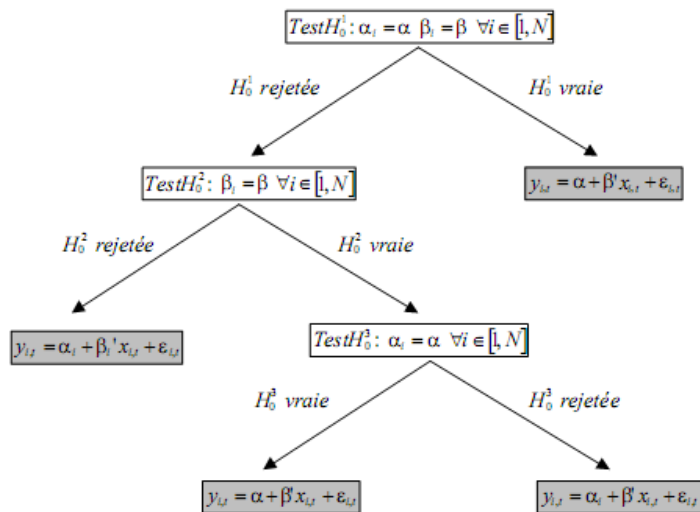 TestH₀¹: αᵢ = α βᵢ = β ∀i ∈ [1, N]
H₀¹ rejetée
H₀¹ vraie
TestH₀²: βᵢ = β ∀i ∈ [1, N]
yᵢ,ₜ = α + β' xᵢ,ₜ + εᵢ,ₜ
H₀² rejetée
H₀² vraie
yᵢ,ₜ = αᵢ + βᵢ' xᵢ,ₜ + εᵢ,ₜ
TestH₀³: αᵢ = α ∀i ∈ [1, N]
H₀³ vraie
H₀³ rejetée
yᵢ,ₜ = α + β' xᵢ,ₜ + εᵢ,ₜ
yᵢ,ₜ = αᵢ + β' xᵢ,ₜ + εᵢ,ₜ